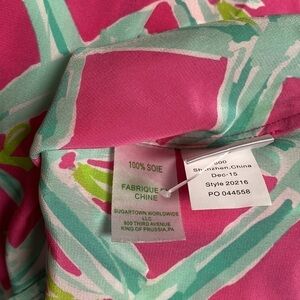 100% SOIE
FABRIQUE EN
CHINE
SUGARTOWN WORLDWIDE
LLC
800 THIRD AVENUE
KING OF PRUSSIA, PA
500
Shenzhen, China
Dec-15
Style 20216
PO 044558